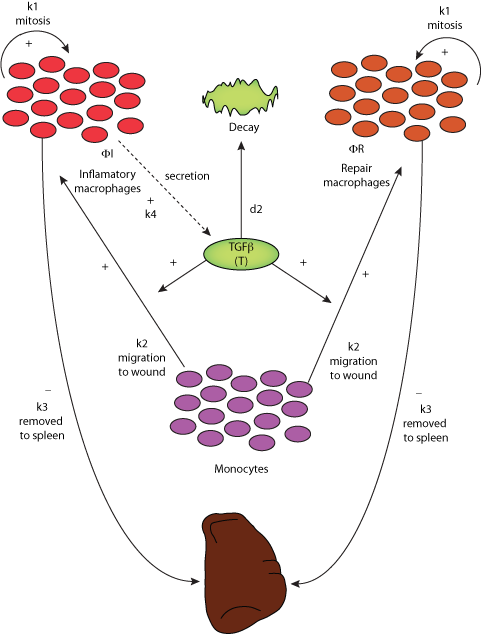 k1
mitosis
+
k1
mitosis
+
Decay
ΦI
Inflamatory
macrophages
secretion
+
k4
d2
ΦR
Repair
macrophages
TGFβ
(T)
+
+
+
+
k2
migration
to wound
k2
migration
to wound
–
k3
removed
to spleen
–
k3
removed
to spleen
Monocytes